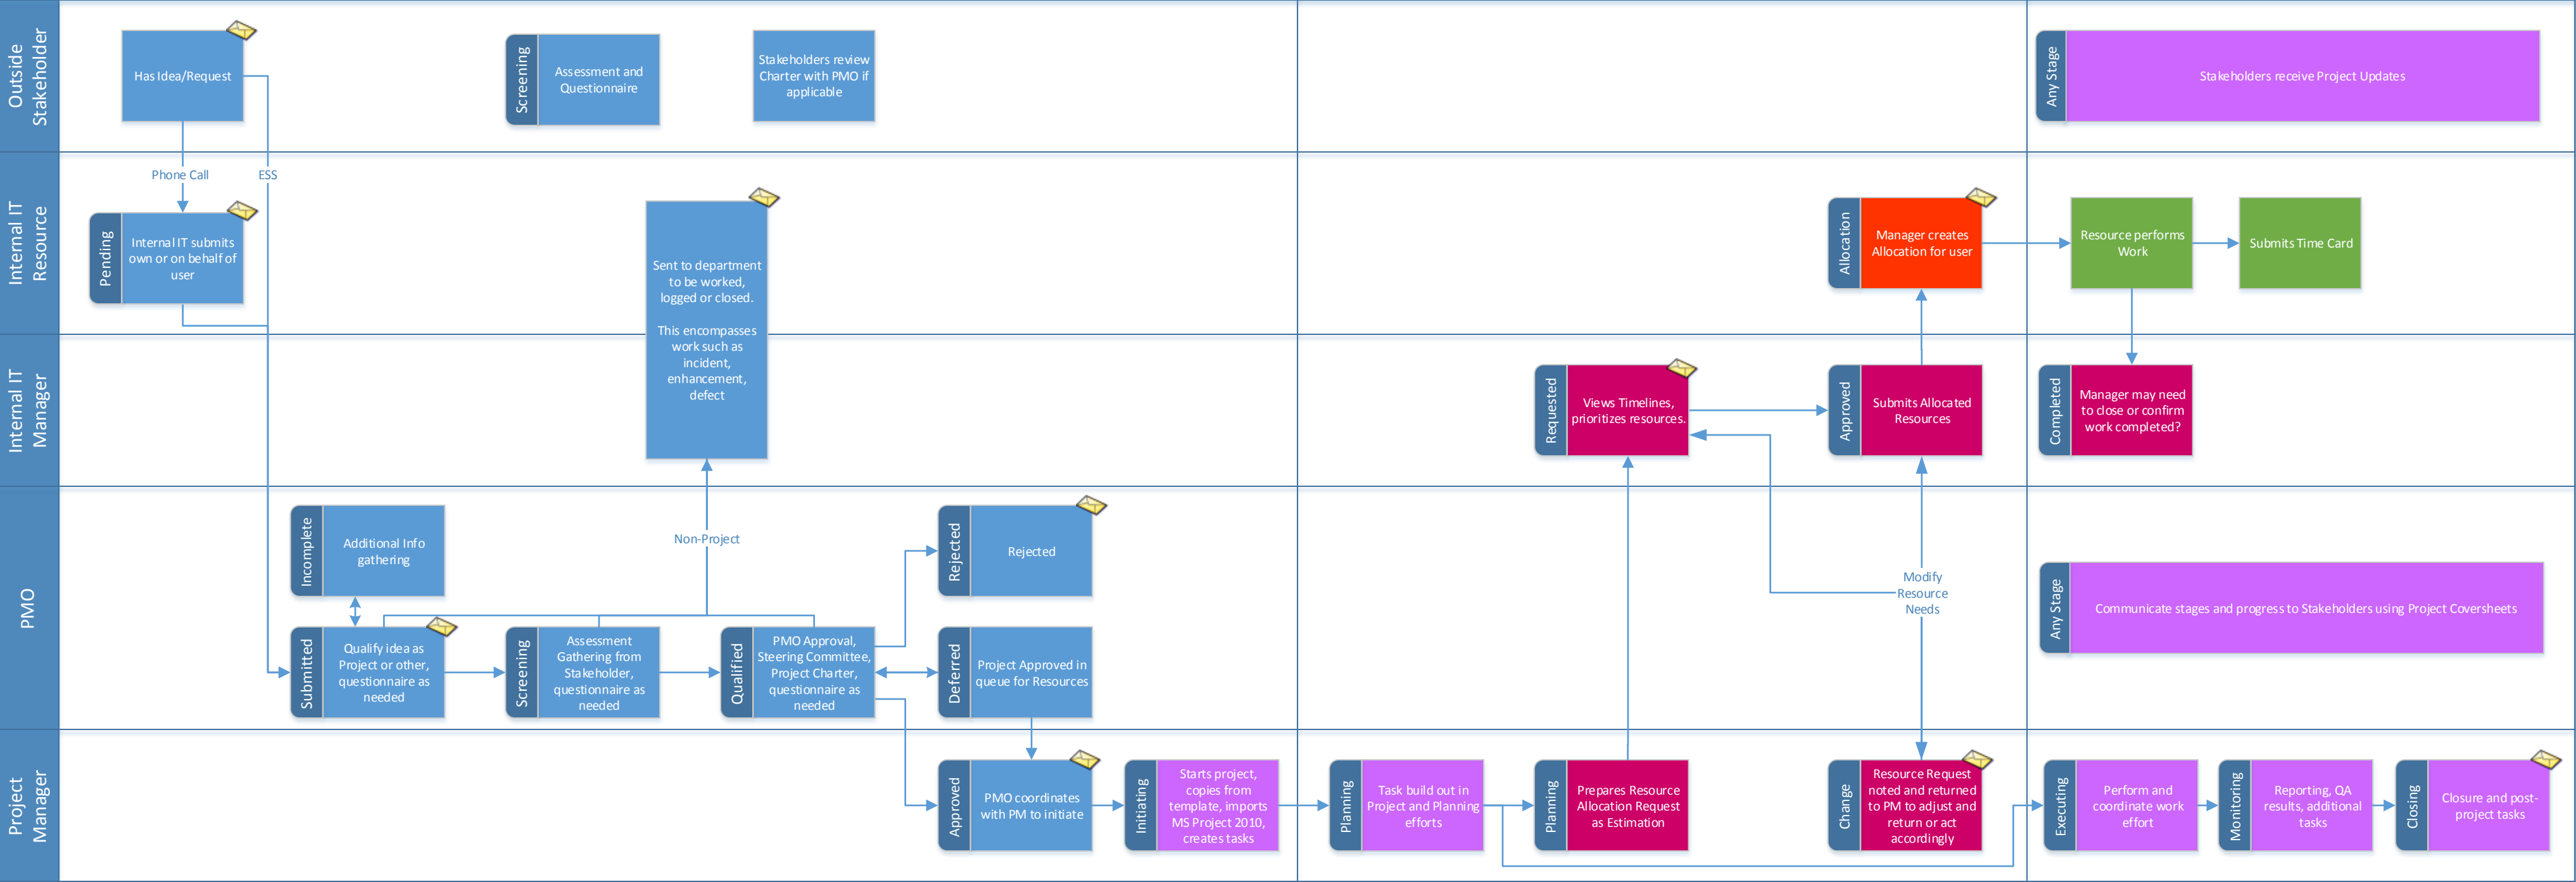 Outside
Stakeholder
Has Idea/Request
Screening
Assessment and
Questionnaire
Stakeholders review
Charter with PMO if
applicable
Any Stage
Stakeholders receive Project Updates
Phone Call
ESS
Internal IT
Resource
Pending
Internal IT submits
own or on behalf of
user
Sent to department
to be worked,
logged or closed.
This encompasses
work such as
incident,
enhancement,
defect
Allocation
Manager creates
Allocation for user
Resource performs
Work
Submits Time Card
Internal IT
Manager
Requested
Views Timelines,
prioritizes resources.
Approved
Submits Allocated
Resources
Completed
Manager may need
to close or confirm
work completed?
PMO
Incomplete
Additional Info
gathering
Non-Project
Rejected
Rejected
Modify
Resource
Needs
Any Stage
Communicate stages and progress to Stakeholders using Project Coversheets
Submitted
Qualify idea as
Project or other,
questionnaire as
needed
Screening
Assessment
Gathering from
Stakeholder,
questionnaire as
needed
Qualified
PMO Approval,
Steering Committee,
Project Charter,
questionnaire as
needed
Deferred
Project Approved in
queue for Resources
Project
Manager
Approved
PMO coordinates
with PM to initiate
Initiating
Starts project,
copies from
template, imports
MS Project 2010,
creates tasks
Planning
Task build out in
Project and Planning
efforts
Planning
Prepares Resource
Allocation Request
as Estimation
Change
Resource Request
noted and returned
to PM to adjust and
return or act
accordingly
Executing
Perform and
coordinate work
effort
Monitoring
Reporting, QA
results, additional
tasks
Closing
Closure and post-
project tasks